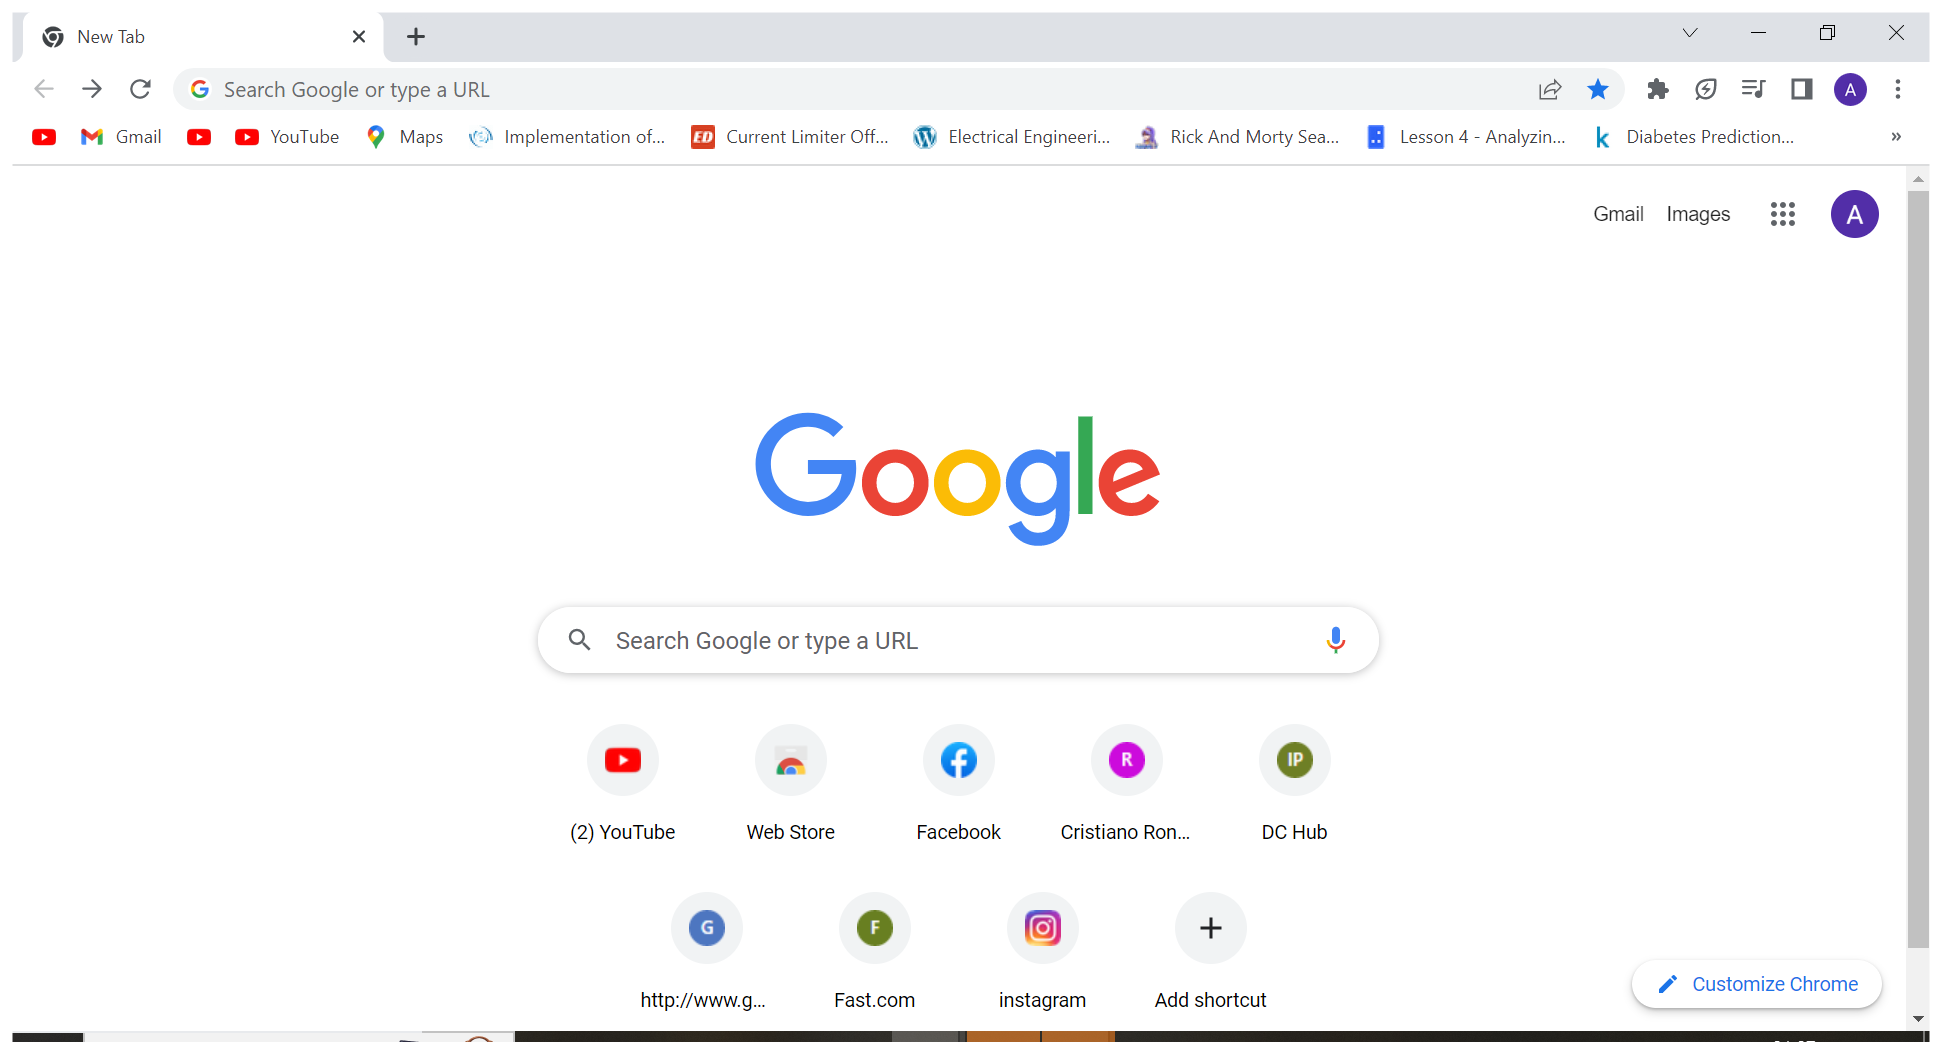 New Tab
Search Google or type a URL
A
Gmail
YouTube
Maps
Implementation of...
ED
Current Limiter Off...
Electrical Engineeri...
Rick And Morty Sea...
Lesson 4 - Analyzin...
k
Diabetes Prediction...
»
Gmail
Images
A
Google
Search Google or type a URL
R
IP
(2) YouTube
Web Store
Facebook
Cristiano Ron...
DC Hub
G
F
http://www.g...
Fast.com
instagram
Add shortcut
Customize Chrome